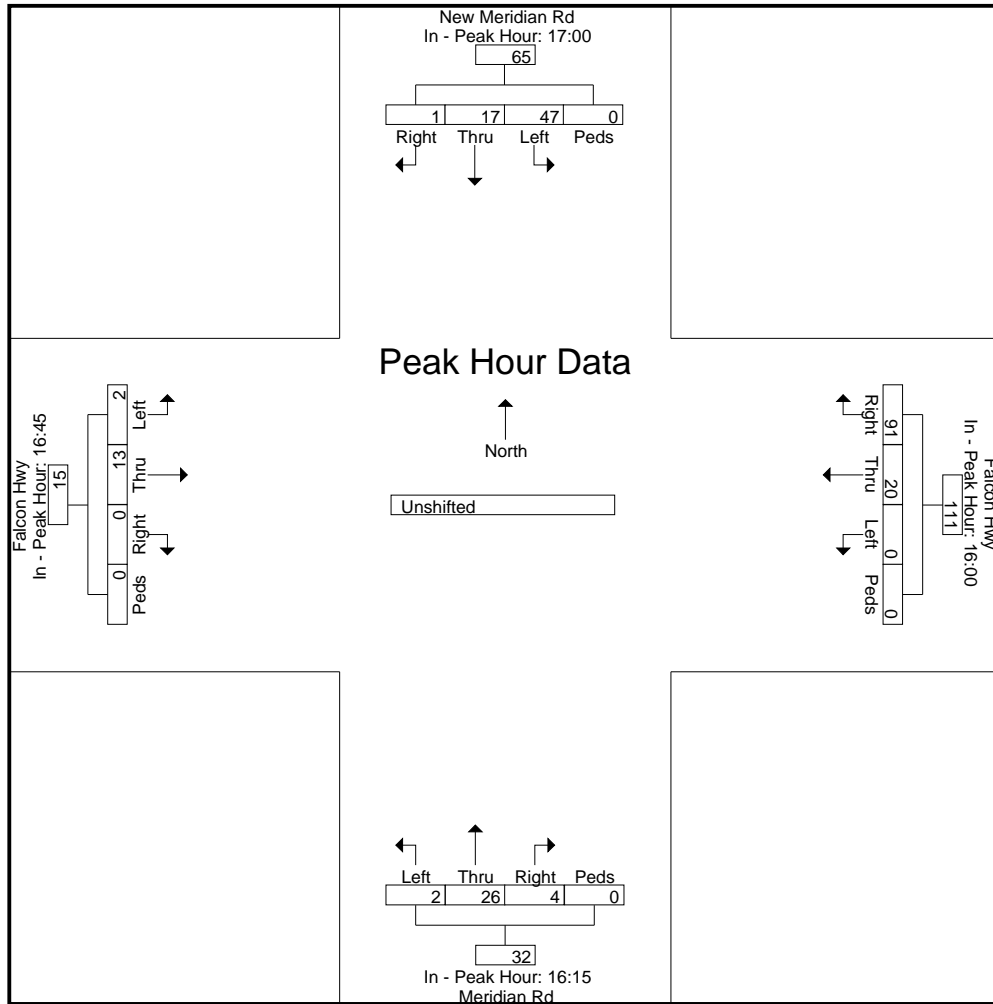 New Meridian Rd
In - Peak Hour: 17:00
65
1 17 47 0
Right Thru Left Peds
Peak Hour Data
North
Unshifted
Falcon Hwy
In - Peak Hour: 16:45
15
2 13 0 0
Left Thru Right Peds
Falcon Hwy
In - Peak Hour: 16:00
111
91 20 0 0
Right Thru Left Peds
Left Thru Right Peds
2 26 4 0
32
In - Peak Hour: 16:15
Meridian Rd